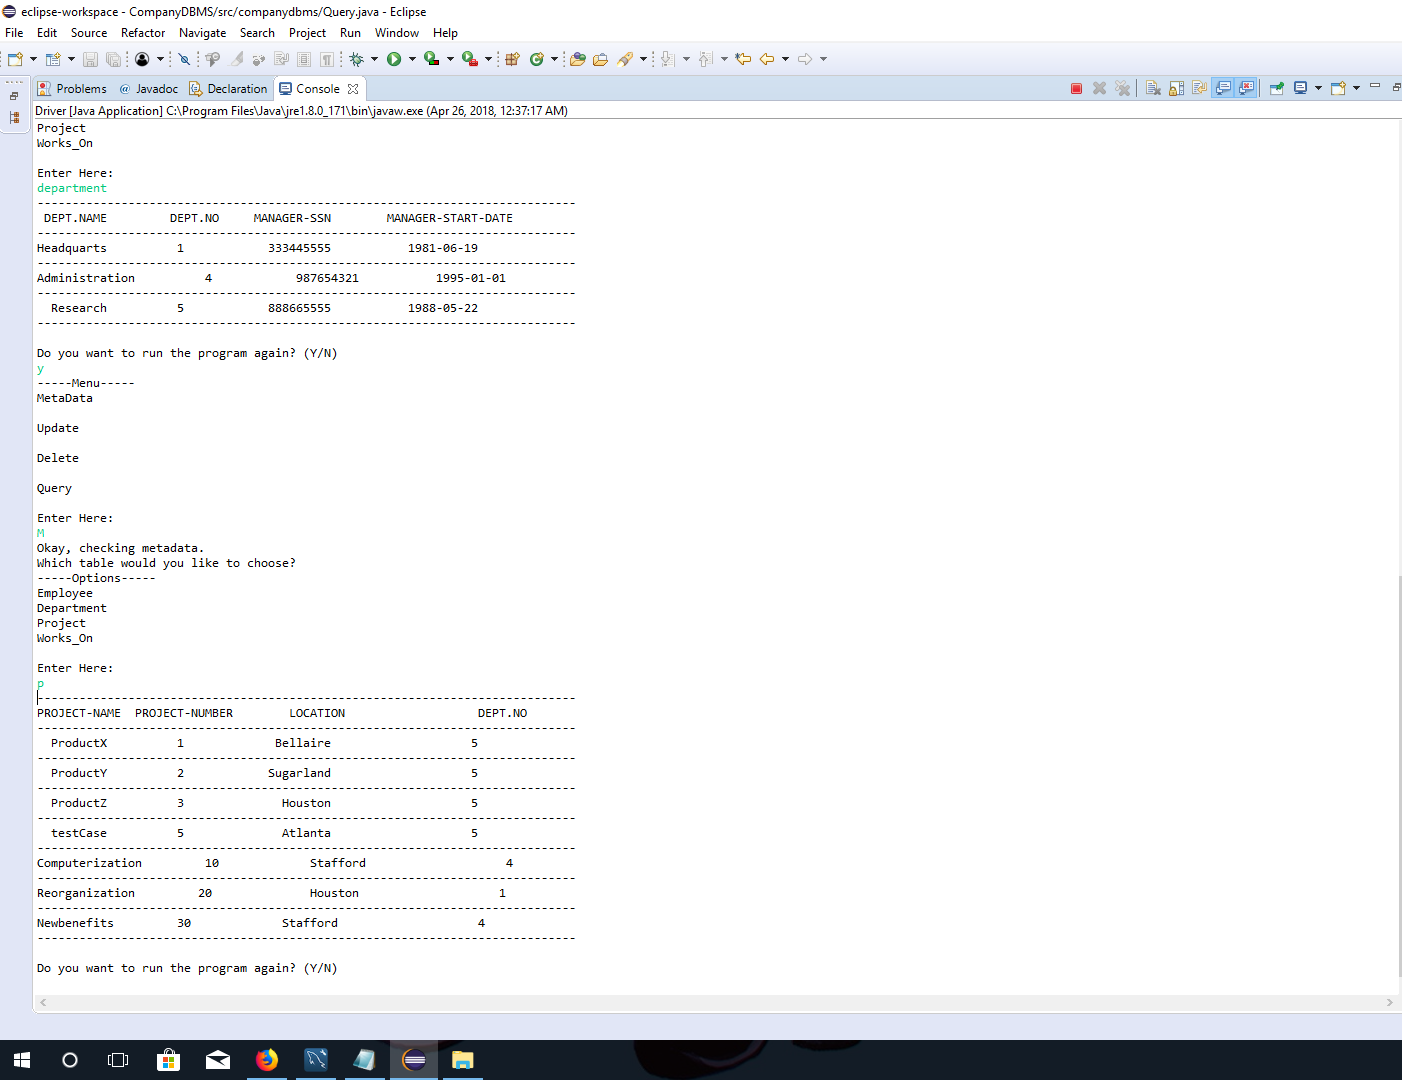 eclipse-workspace - CompanyDBMS/src/companydbms/Query.java - Eclipse
File Edit Source Refactor Navigate Search Project Run Window Help
Problems @ Javadoc Declaration Console
Driver [Java Application] C:\Program Files\Java\jre1.8.0_171\bin\javaw.exe (Apr 26, 2018, 12:37:17 AM)
Project
Works_On
Enter Here:
department
-----------------------------------------------------------------------------
DEPT.NAME DEPT.NO MANAGER-SSN MANAGER-START-DATE
-----------------------------------------------------------------------------
Headquarts 1 333445555 1981-06-19
-----------------------------------------------------------------------------
Administration 4 987654321 1995-01-01
-----------------------------------------------------------------------------
Research 5 888665555 1988-05-22
-----------------------------------------------------------------------------
Do you want to run the program again? (Y/N)
y
-----Menu-----
MetaData
Update
Delete
Query
Enter Here:
M
Okay, checking metadata.
Which table would you like to choose?
-----Options-----
Employee
Department
Project
Works_On
Enter Here:
p
-----------------------------------------------------------------------------
PROJECT-NAME PROJECT-NUMBER LOCATION DEPT.NO
-----------------------------------------------------------------------------
ProductX 1 Bellaire 5
-----------------------------------------------------------------------------
ProductY 2 Sugarland 5
-----------------------------------------------------------------------------
ProductZ 3 Houston 5
-----------------------------------------------------------------------------
testCase 5 Atlanta 5
-----------------------------------------------------------------------------
Computerization 10 Stafford 4
-----------------------------------------------------------------------------
Reorganization 20 Houston 1
-----------------------------------------------------------------------------
Newbenefits 30 Stafford 4
-----------------------------------------------------------------------------
Do you want to run the program again? (Y/N)